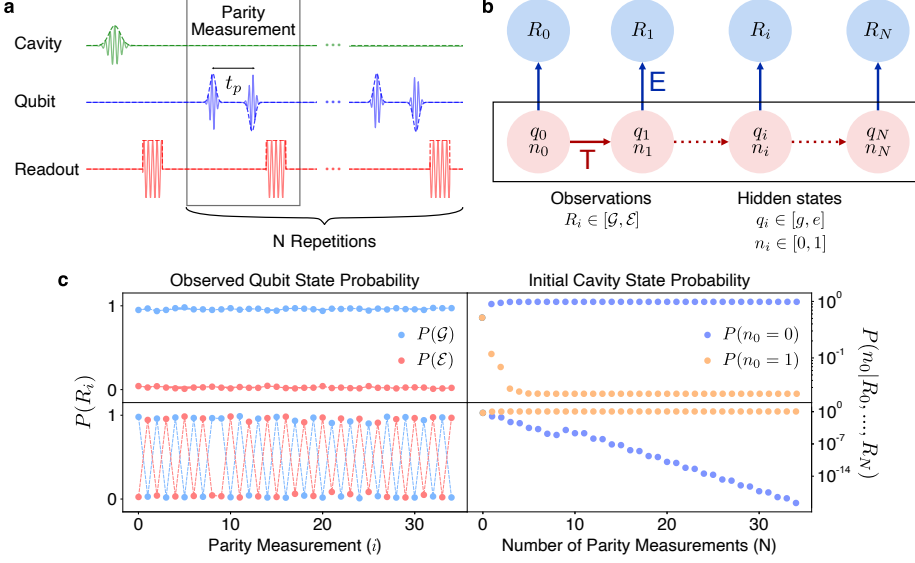 a
Parity
Measurement
Cavity
Qubit
Readout
t_p
N Repetitions
b
R_0
R_1
R_i
R_N
E
q_0
n_0
q_1
n_1
q_i
n_i
q_N
n_N
T
Observations
R_i ∈ [𝒢, ℰ]
Hidden states
q_i ∈ [g, e]
n_i ∈ [0, 1]
c
Observed Qubit State Probability
Initial Cavity State Probability
1
0
1
0
P(R_i)
P(𝒢)
P(ℰ)
P(n_0 = 0)
P(n_0 = 1)
10^0
10^{-1}
10^0
10^{-7}
10^{-14}
P(n_0|R_0, ..., R_N)
0
10
20
30
0
10
20
30
Parity Measurement (i)
Number of Parity Measurements (N)